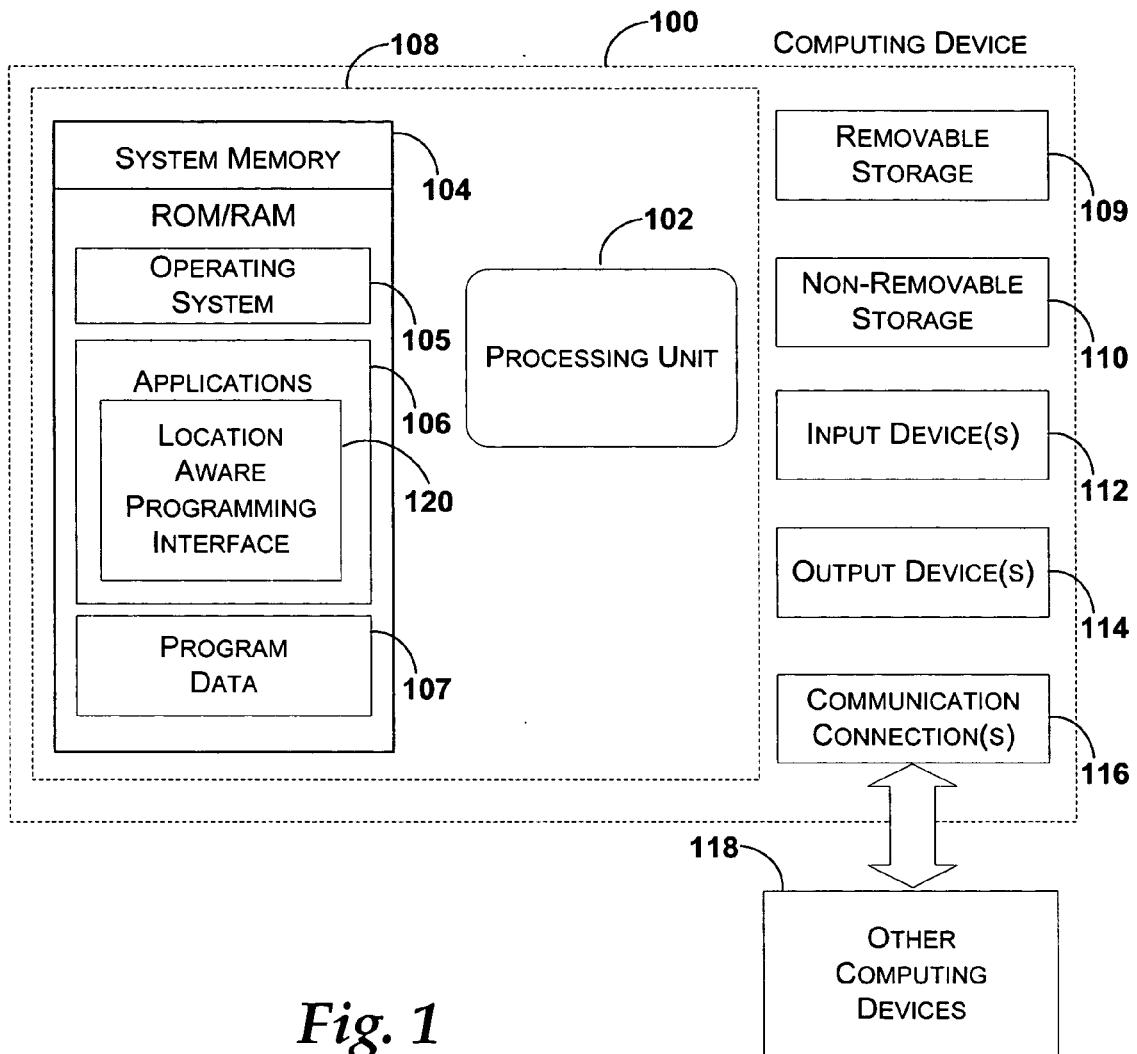 100
COMPUTING DEVICE
108
SYSTEM MEMORY
104
ROM/RAM
OPERATING
SYSTEM
105
APPLICATIONS
106
LOCATION
AWARE
PROGRAMMING
INTERFACE
120
PROGRAM
DATA
107
102
PROCESSING UNIT
REMOVABLE
STORAGE
109
NON-REMOVABLE
STORAGE
110
INPUT DEVICE(S)
112
OUTPUT DEVICE(S)
114
COMMUNICATION
CONNECTION(S)
116
118
OTHER
COMPUTING
DEVICES
Fig. 1